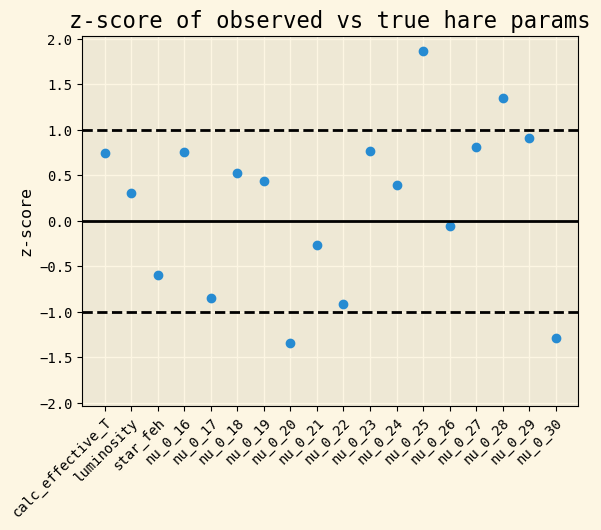 z-score of observed vs true hare params
z-score
2.0
1.5
1.0
0.5
0.0
−0.5
−1.0
−1.5
−2.0
calc_effective_T
luminosity
star_feh
nu_0_16
nu_0_17
nu_0_18
nu_0_19
nu_0_20
nu_0_21
nu_0_22
nu_0_23
nu_0_24
nu_0_25
nu_0_26
nu_0_27
nu_0_28
nu_0_29
nu_0_30